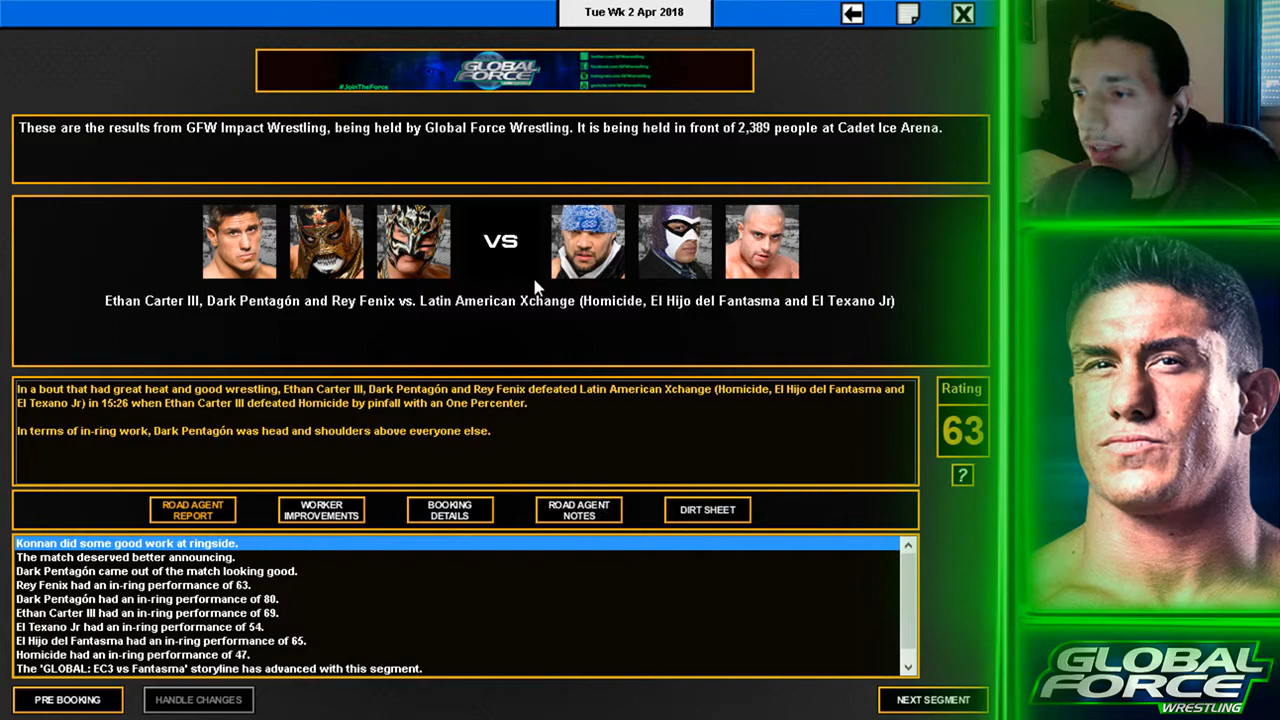 Tue Wk 2 Apr 2018
GLOBAL
FORCE
#JoinTheForce
These are the results from GFW Impact Wrestling, being held by Global Force Wrestling. It is being held in front of 2,389 people at Cadet Ice Arena.
VS
Ethan Carter III, Dark Pentagón and Rey Fenix vs. Latin American Xchange (Homicide, El Hijo del Fantasma and El Texano Jr)
In a bout that had great heat and good wrestling, Ethan Carter III, Dark Pentagón and Rey Fenix defeated Latin American Xchange (Homicide, El Hijo del Fantasma and
El Texano Jr) in 15:26 when Ethan Carter III defeated Homicide by pinfall with an One Percenter.
In terms of in-ring work, Dark Pentagón was head and shoulders above everyone else.
Rating
63
?
ROAD AGENT
REPORT
WORKER
IMPROVEMENTS
BOOKING
DETAILS
ROAD AGENT
NOTES
DIRT SHEET
Konnan did some good work at ringside.
The match deserved better announcing.
Dark Pentagón came out of the match looking good.
Rey Fenix had an in-ring performance of 63.
Dark Pentagón had an in-ring performance of 80.
Ethan Carter III had an in-ring performance of 69.
El Texano Jr had an in-ring performance of 54.
El Hijo del Fantasma had an in-ring performance of 65.
Homicide had an in-ring performance of 47.
The 'GLOBAL: EC3 vs Fantasma' storyline has advanced with this segment.
PRE BOOKING
HANDLE CHANGES
NEXT SEGMENT
GLOBAL
FORCE
WRESTLING